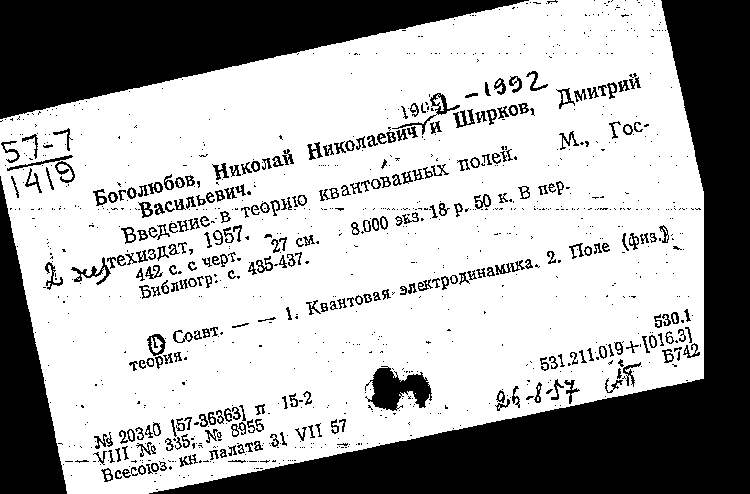 57-7
1419
1909-1992
Боголюбов, Николай Николаевич и Ширков, Дмитрий
Васильевич.
Введение в теорию квантованных полей. М., Гос-
техиздат, 1957.
442 с. с черт. 27 см. 8.000 экз. 18 р. 50 к. В пер.
2 экз
Библиогр: с. 435-437.
1. Соавт. — — 1. Квантовая электродинамика. 2. Поле (физ.).
теория.
530.1
531.211.019+[016.3]
Б742
26-8-57
№ 20340 [57-36363] п 15-2
VIII № 335; № 8955
Всесоюз. кн. палата 31 VII 57